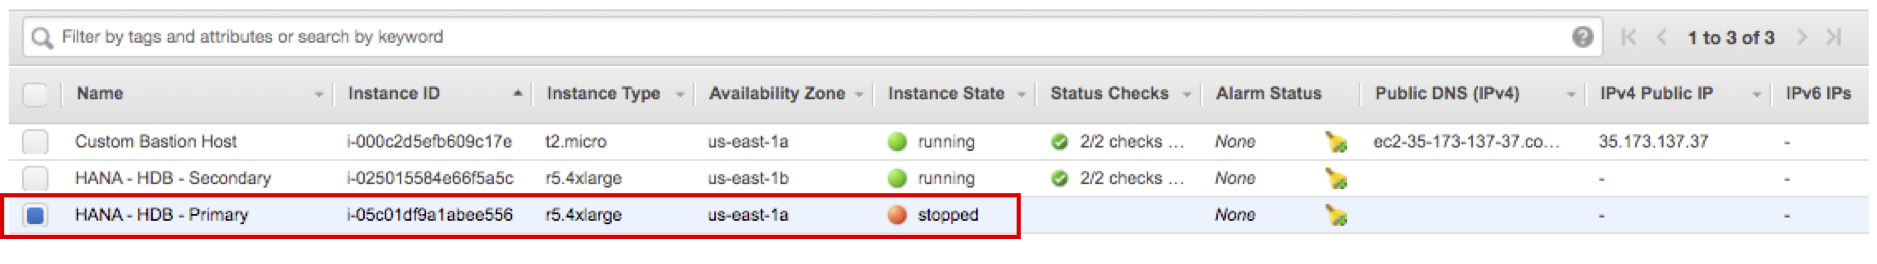 Filter by tags and attributes or search by keyword ? 1 to 3 of 3
Name Instance ID Instance Type Availability Zone Instance State Status Checks Alarm Status Public DNS (IPv4) IPv4 Public IP IPv6 IPs
Custom Bastion Host i-000c2d5efb609c17e t2.micro us-east-1a running 2/2 checks ... None ec2-35-173-137-37.co... 35.173.137.37 -
HANA - HDB - Secondary i-025015584e66f5a5c r5.4xlarge us-east-1b running 2/2 checks ... None - -
HANA - HDB - Primary i-05c01df9a1abee556 r5.4xlarge us-east-1a stopped None - -